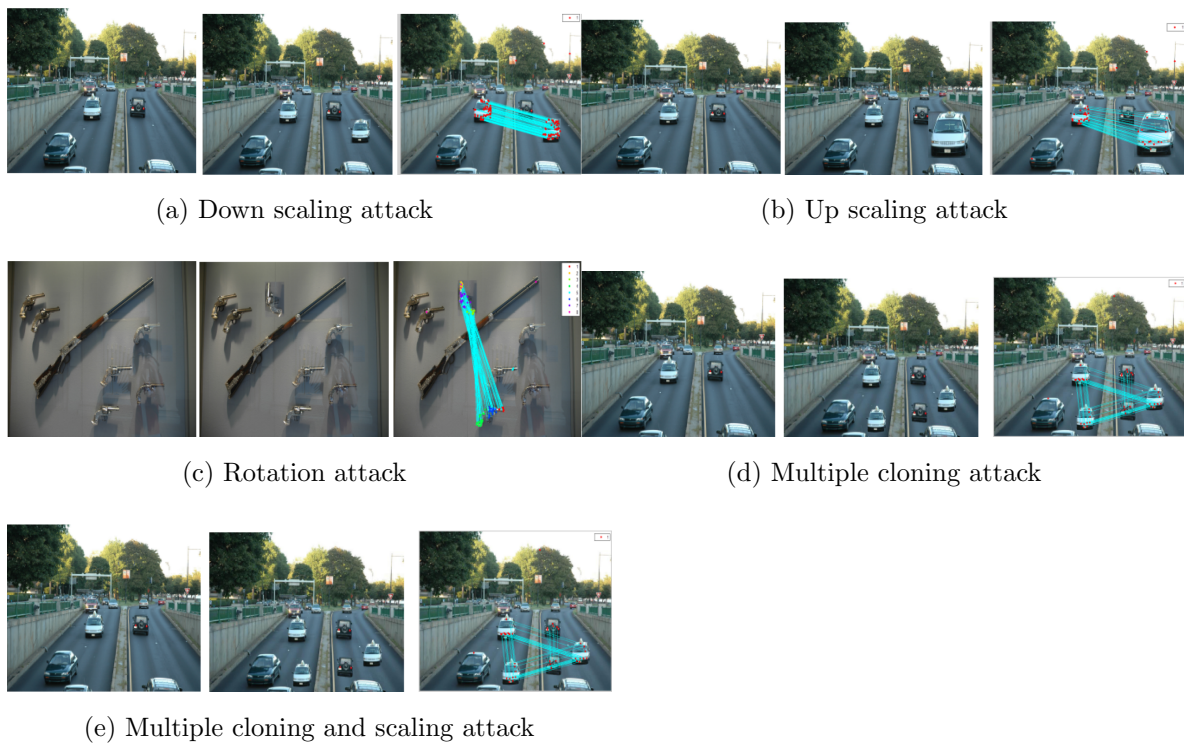 (a) Down scaling attack
(b) Up scaling attack
(c) Rotation attack
(d) Multiple cloning attack
(e) Multiple cloning and scaling attack